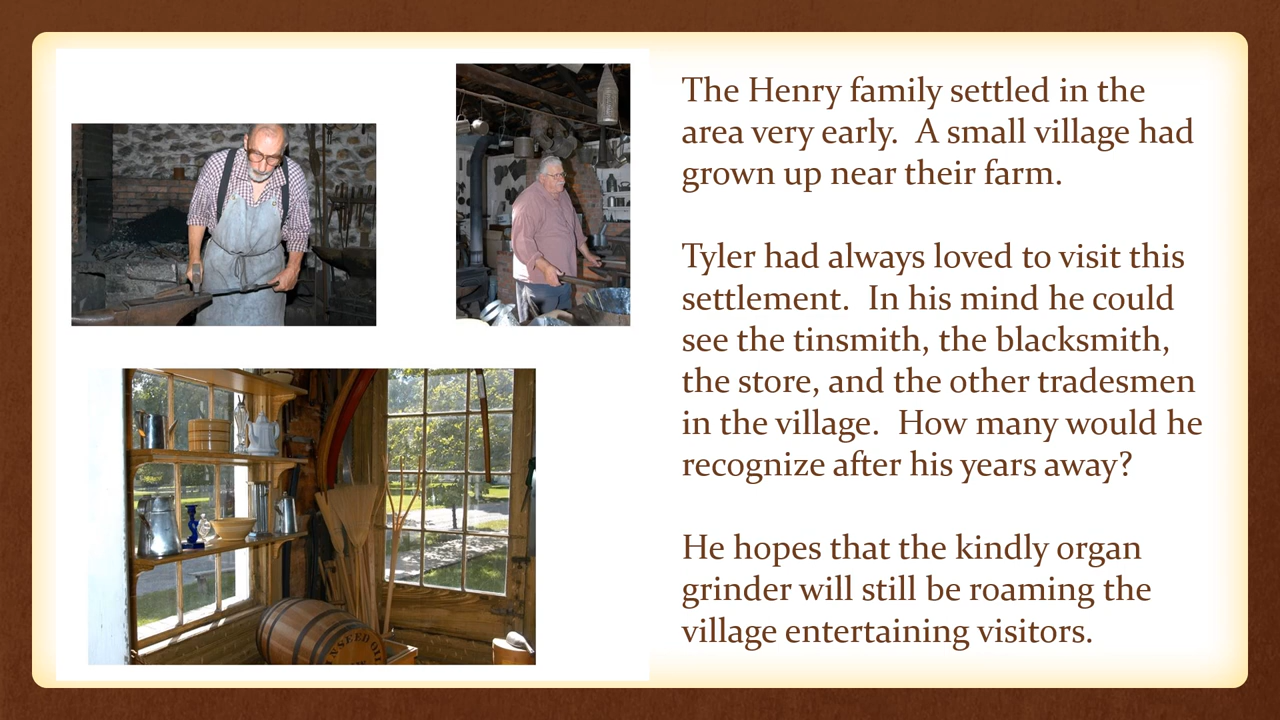 The Henry family settled in the
area very early.  A small village had
grown up near their farm.
Tyler had always loved to visit this
settlement.  In his mind he could
see the tinsmith, the blacksmith,
the store, and the other tradesmen
in the village.  How many would he
recognize after his years away?
He hopes that the kindly organ
grinder will still be roaming the
village entertaining visitors.